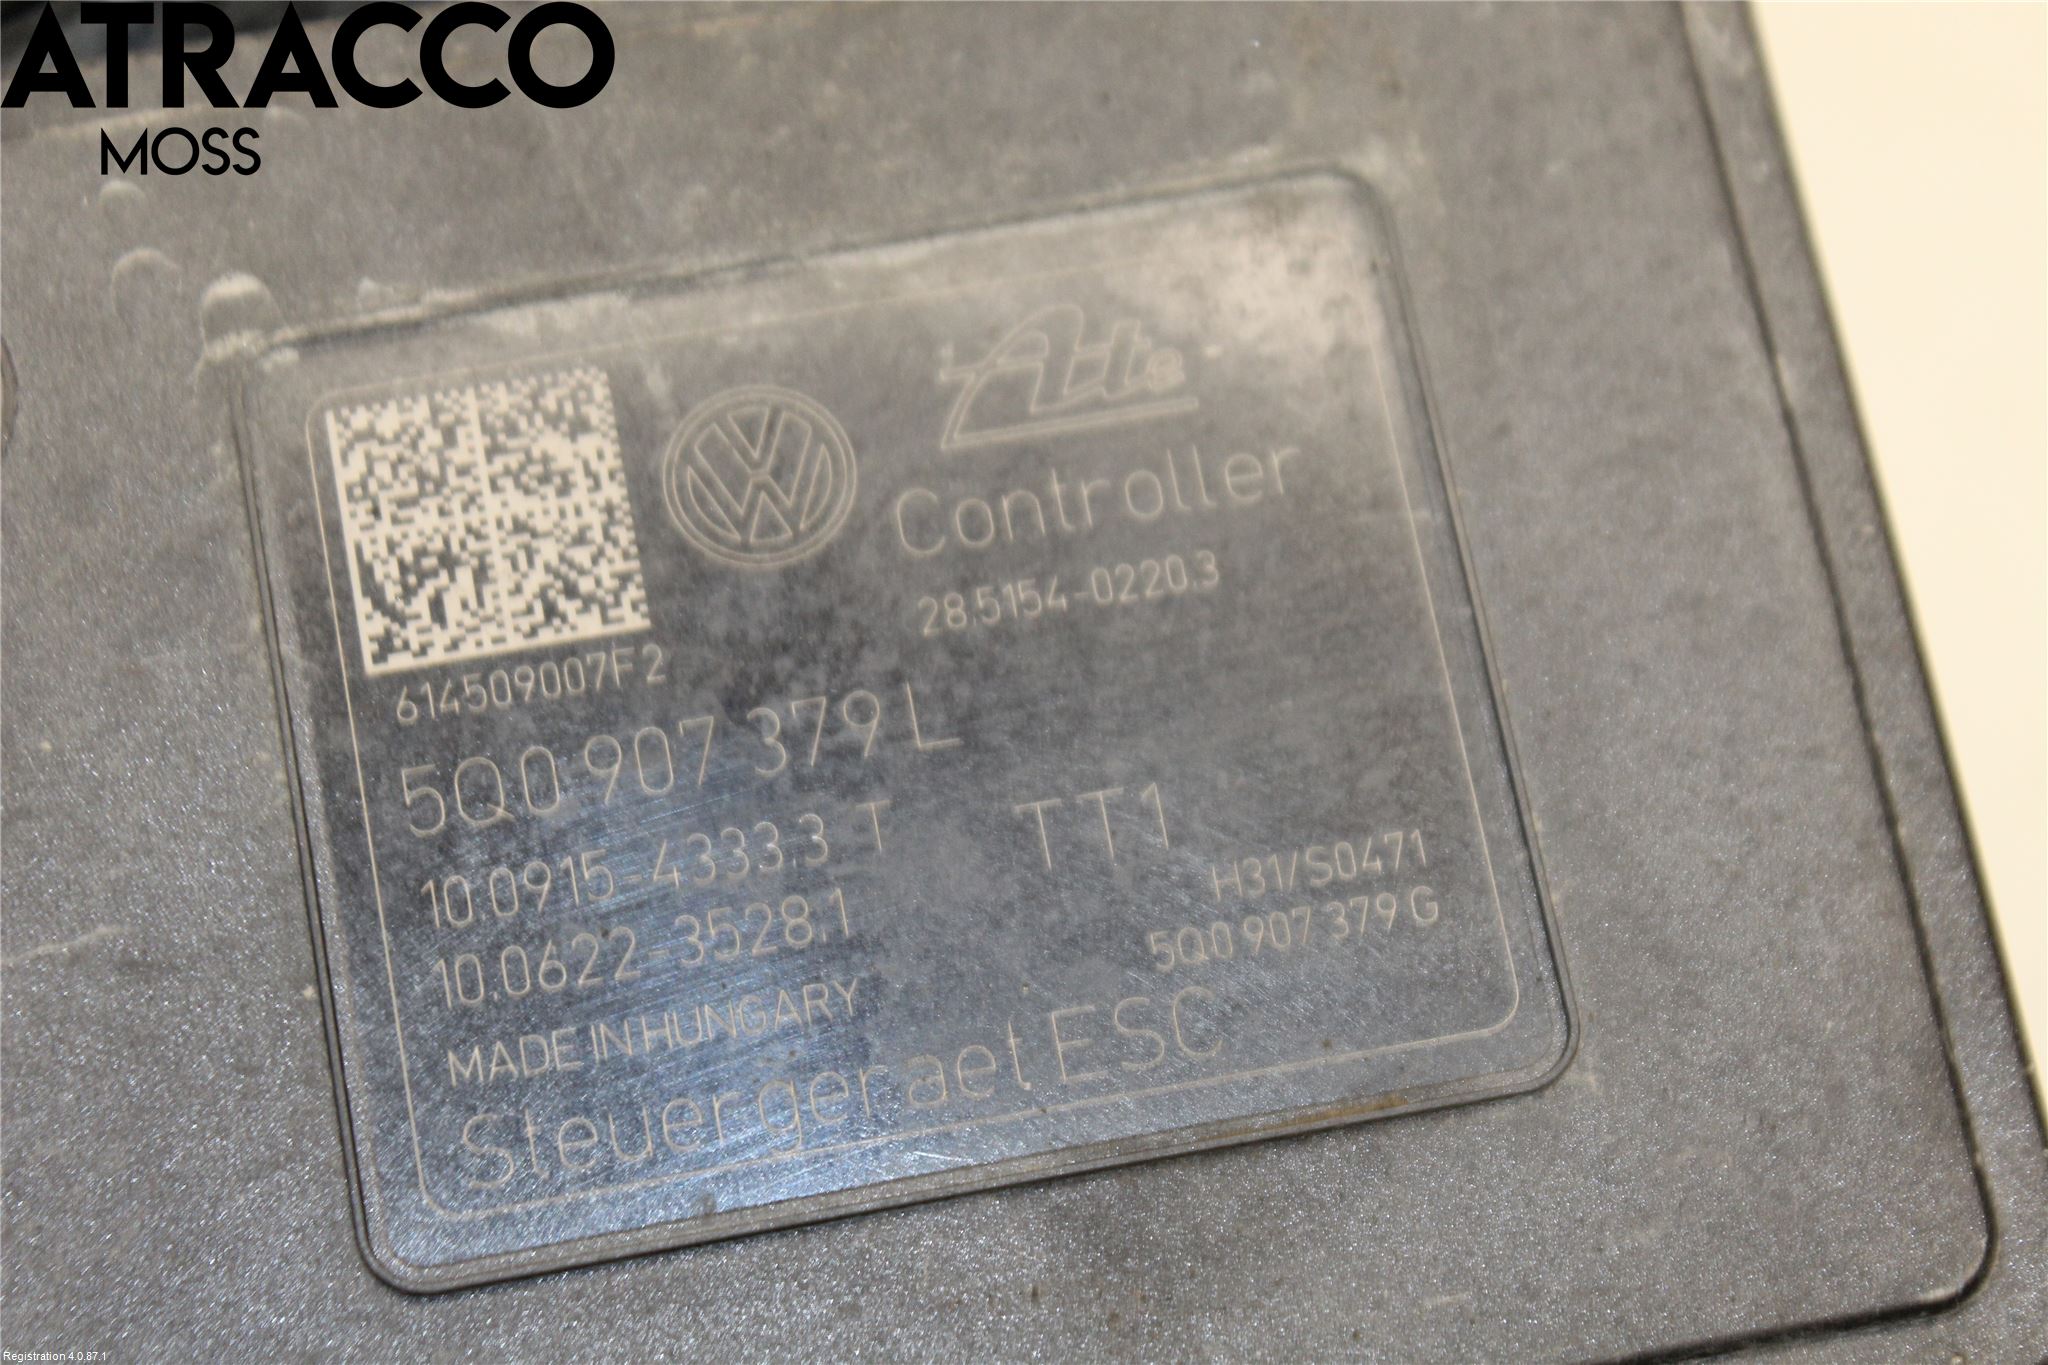 ATRACCO
MOSS
Ate
Controller
28.5154-0220.3
614509007F2
5Q0 907 379 L
10.0915-4333.3 T TT1
10.0622-3528.1
H31/S0471
5Q0 907 379 G
MADE IN HUNGARY
Steuergeraet ESC
Registration 4.0.87.1